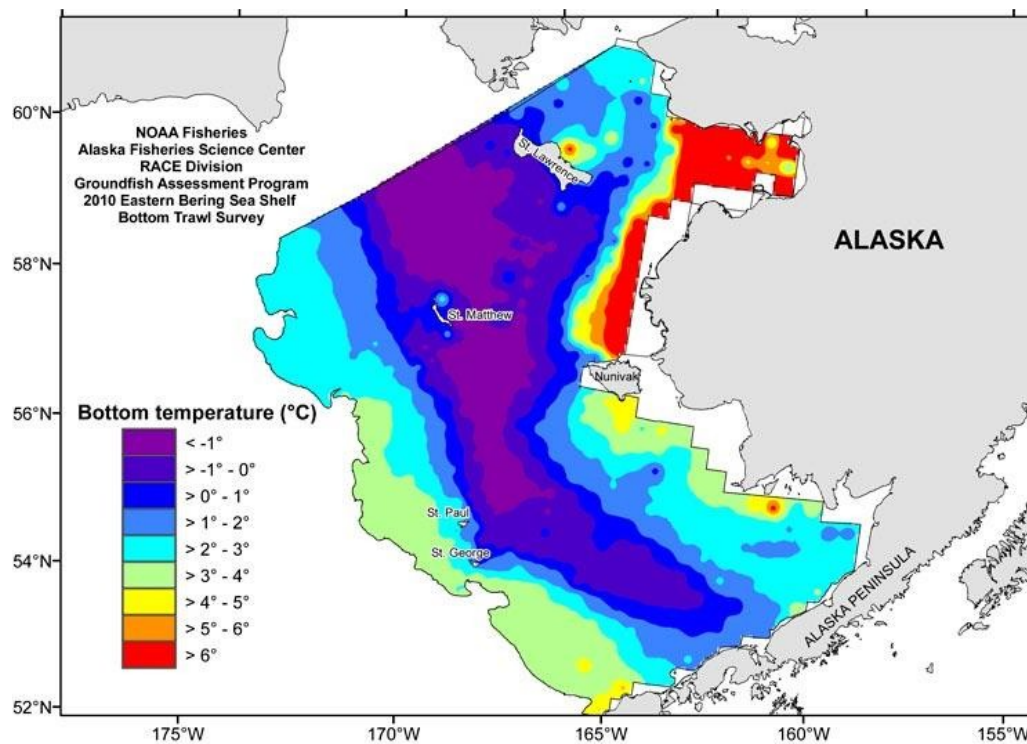 NOAA Fisheries
Alaska Fisheries Science Center
RACE Division
Groundfish Assessment Program
2010 Eastern Bering Sea Shelf
Bottom Trawl Survey
60°N
58°N
56°N
54°N
52°N
St. Lawrence
ALASKA
St. Matthew
Nunivak
Bottom temperature (°C)
< -1°
> -1° - 0°
> 0° - 1°
> 1° - 2°
> 2° - 3°
> 3° - 4°
> 4° - 5°
> 5° - 6°
> 6°
St. Paul
St. George
ALASKA PENINSULA
175°W
170°W
165°W
160°W
155°W